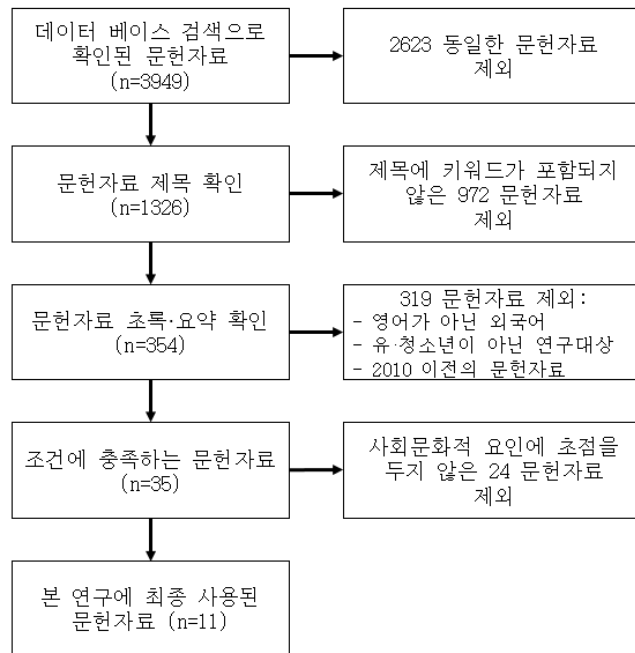 데이터 베이스 검색으로
확인된 문헌자료
(n=3949)
2623 동일한 문헌자료
제외
문헌자료 제목 확인
(n=1326)
제목에 키워드가 포함되지
않은 972 문헌자료
제외
문헌자료 초록·요약 확인
(n=354)
319 문헌자료 제외:
- 영어가 아닌 외국어
- 유·청소년이 아닌 연구대상
- 2010 이전의 문헌자료
조건에 충족하는 문헌자료
(n=35)
사회문화적 요인에 초점을
두지 않은 24 문헌자료
제외
본 연구에 최종 사용된
문헌자료 (n=11)